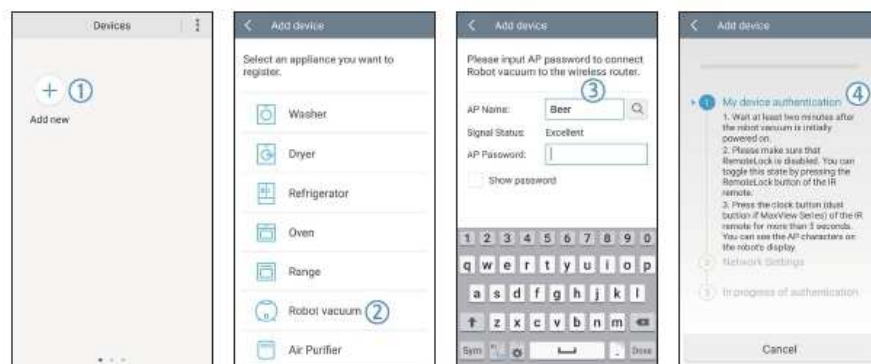 Devices
①
Add new
Add device
Select an appliance you want to
register.
Washer
Dryer
Refrigerator
Oven
Range
Robot vacuum ②
Air Purifier
Add device
Please input AP password to connect
Robot vacuum to the wireless router.
③
AP Name: Beer
Signal Status: Excellent
AP Password:
Show password
1 2 3 4 5 6 7 8 9 0
q w e r t y u i o p
a s d f g h j k l
z x c v b n m
Sym . Done
Add device
1 My device authentication ④
1. Wait at least two minutes after
the robot vacuum is initially
powered on.
2. Please make sure that
RemoteLock is disabled. You can
toggle this state by pressing the
RemoteLock button of the IR
remote.
3. Press the clock button (dust
button if MaxView Series) of the IR
remote for more than 5 seconds.
You can see the AP characters on
the robot's display.
2 Network Settings
3 In progress of authentication
Cancel